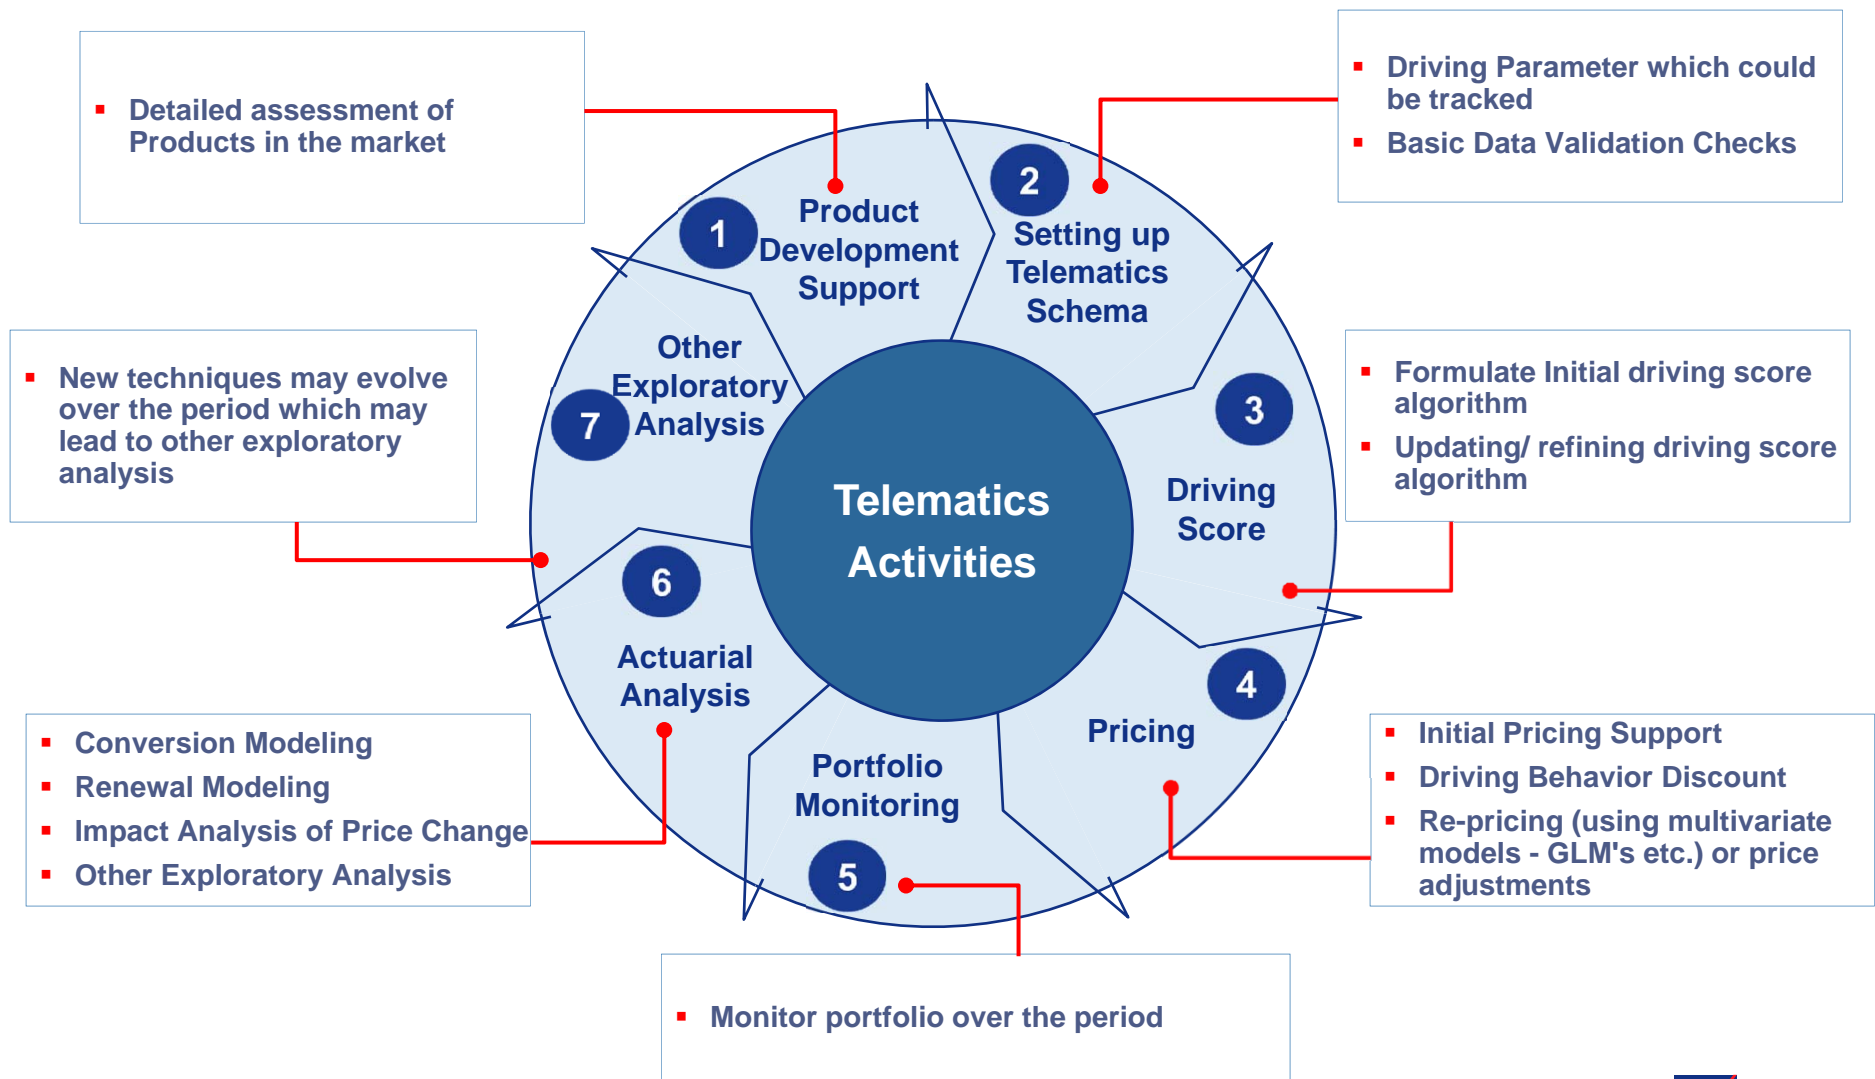 Detailed assessment of
Products in the market
Driving Parameter which could
be tracked
Basic Data Validation Checks
1
Product
Development
Support
2
Setting up
Telematics
Schema
New techniques may evolve
over the period which may
lead to other exploratory
analysis
Other
Exploratory
Analysis
7
3
Driving
Score
Formulate Initial driving score
algorithm
Updating/ refining driving score
algorithm
Telematics
Activities
6
Actuarial
Analysis
4
Pricing
Conversion Modeling
Renewal Modeling
Impact Analysis of Price Change
Other Exploratory Analysis
Portfolio
Monitoring
5
Initial Pricing Support
Driving Behavior Discount
Re-pricing (using multivariate
models - GLM's etc.) or price
adjustments
Monitor portfolio over the period